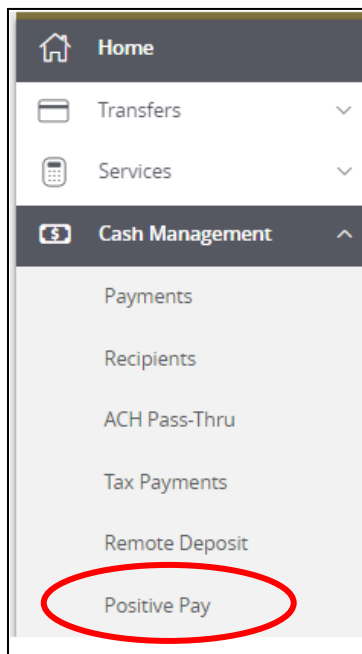 Home
Transfers
Services
Cash Management
Payments
Recipients
ACH Pass-Thru
Tax Payments
Remote Deposit
Positive Pay